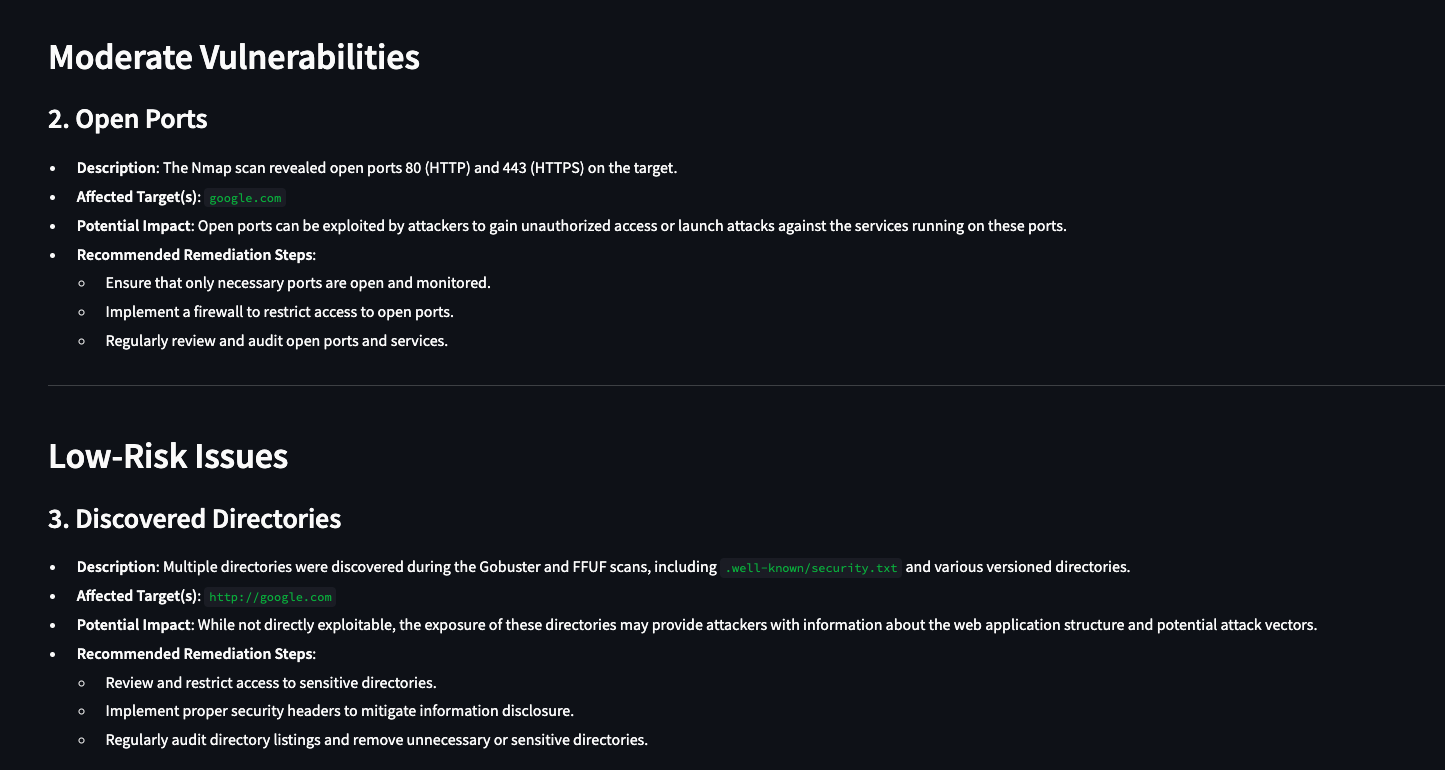 Moderate Vulnerabilities
2. Open Ports
• Description: The Nmap scan revealed open ports 80 (HTTP) and 443 (HTTPS) on the target.
• Affected Target(s): google.com
• Potential Impact: Open ports can be exploited by attackers to gain unauthorized access or launch attacks against the services running on these ports.
• Recommended Remediation Steps:
◦ Ensure that only necessary ports are open and monitored.
◦ Implement a firewall to restrict access to open ports.
◦ Regularly review and audit open ports and services.
Low-Risk Issues
3. Discovered Directories
• Description: Multiple directories were discovered during the Gobuster and FFUF scans, including .well-known/security.txt and various versioned directories.
• Affected Target(s): http://google.com
• Potential Impact: While not directly exploitable, the exposure of these directories may provide attackers with information about the web application structure and potential attack vectors.
• Recommended Remediation Steps:
◦ Review and restrict access to sensitive directories.
◦ Implement proper security headers to mitigate information disclosure.
◦ Regularly audit directory listings and remove unnecessary or sensitive directories.